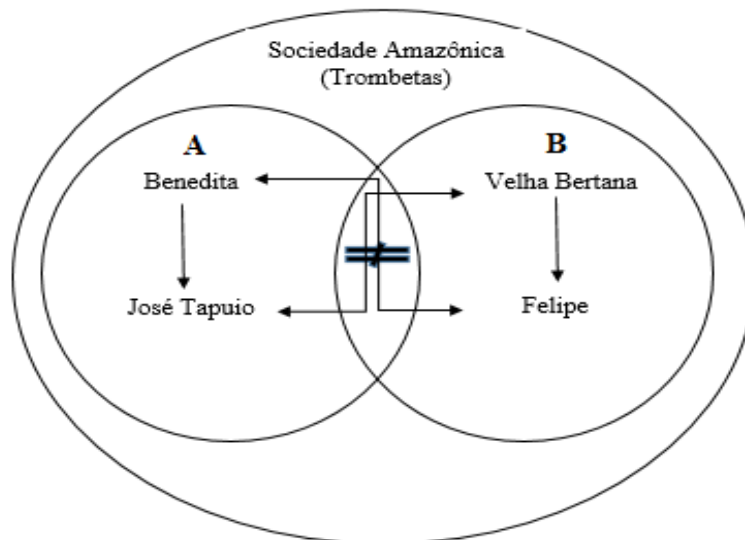 Sociedade Amazônica
(Trombetas)
A
B
Benedita
Velha Bertana
José Tapuio
Felipe